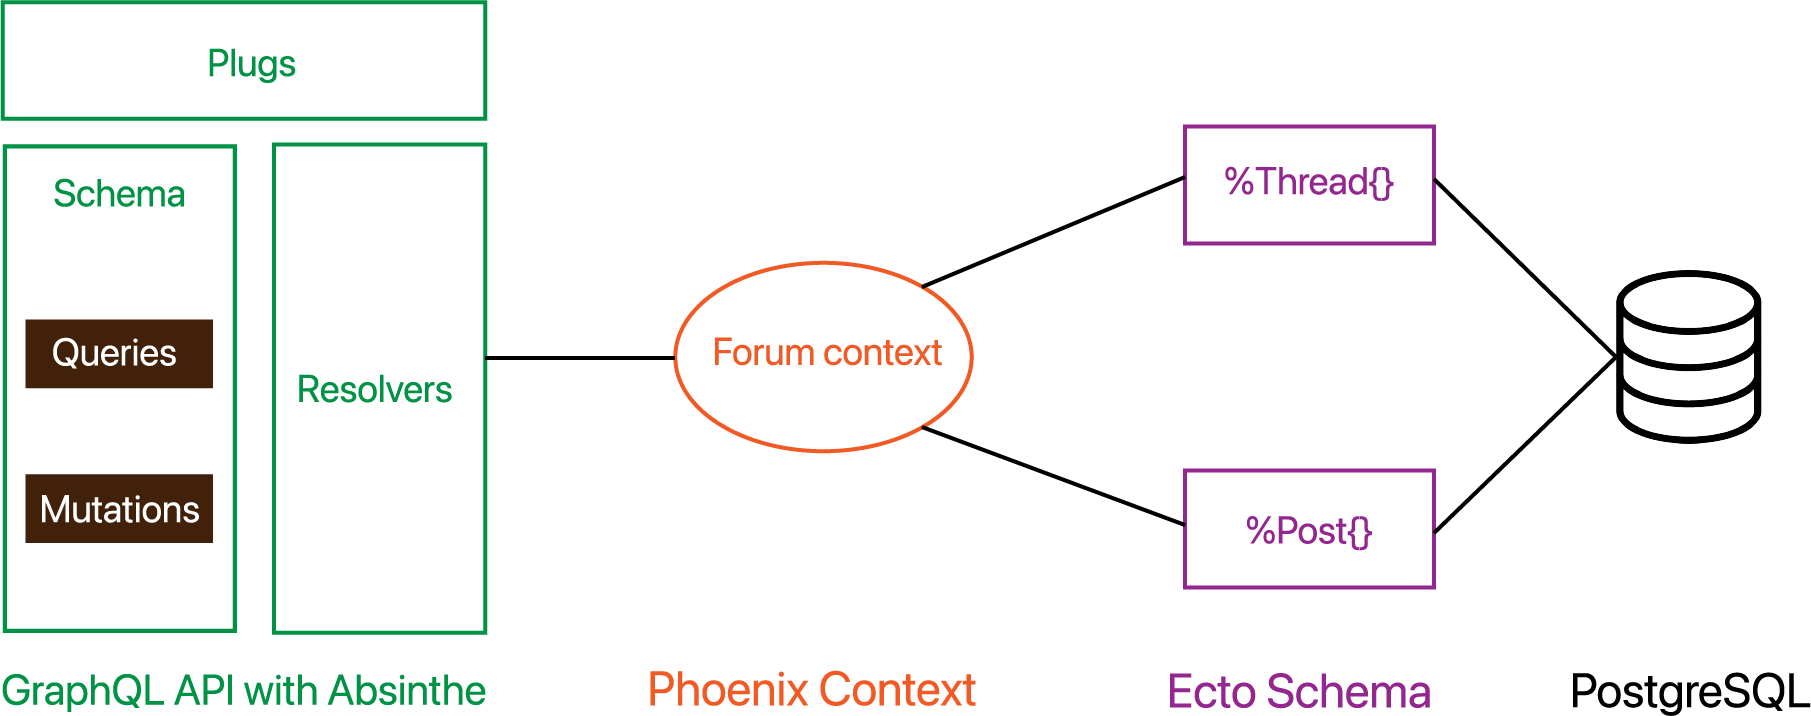 Plugs
Schema
Queries
Mutations
Resolvers
Forum context
%Thread{}
%Post{}
GraphQL API with Absinthe
Phoenix Context
Ecto Schema
PostgreSQL